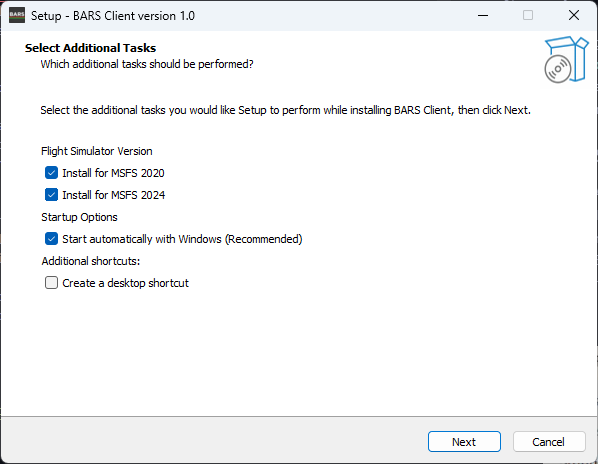 BARS
Setup - BARS Client version 1.0
Select Additional Tasks
Which additional tasks should be performed?
Select the additional tasks you would like Setup to perform while installing BARS Client, then click Next.
Flight Simulator Version
Install for MSFS 2020
Install for MSFS 2024
Startup Options
Start automatically with Windows (Recommended)
Additional shortcuts:
Create a desktop shortcut
Next
Cancel